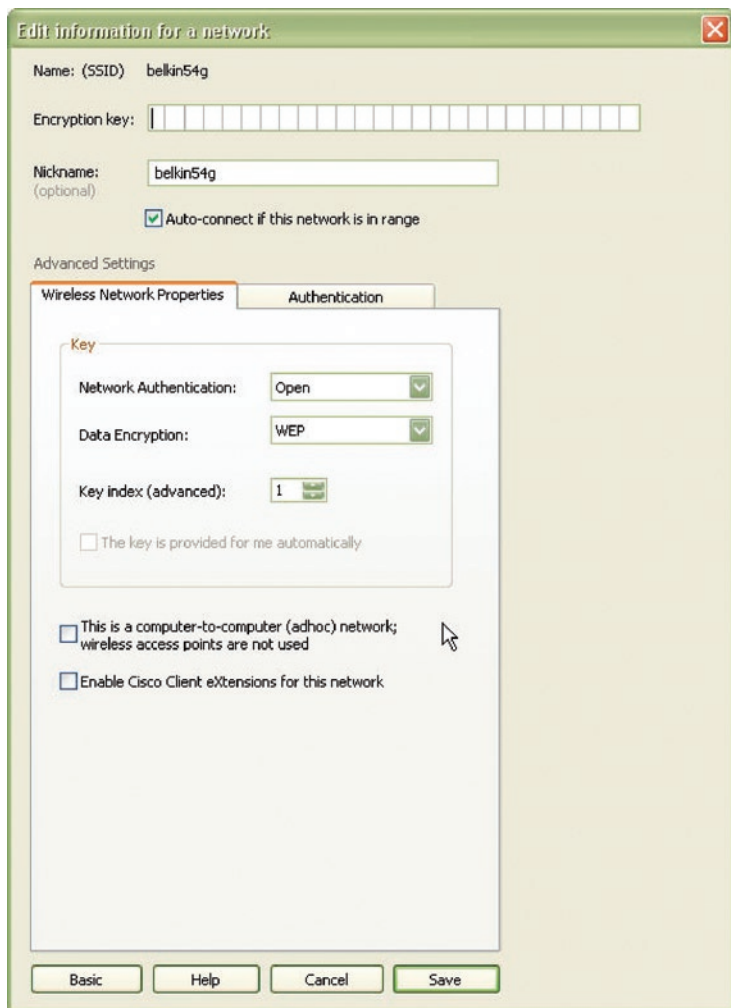 Edit information for a network
Name: (SSID) belkin54g
Encryption key:
Nickname: belkin54g
(optional)
Auto-connect if this network is in range
Advanced Settings
Wireless Network Properties Authentication
Key
Network Authentication: Open
Data Encryption: WEP
Key index (advanced): 1
The key is provided for me automatically
This is a computer-to-computer (adhoc) network;
wireless access points are not used
Enable Cisco Client eXtensions for this network
Basic Help Cancel Save